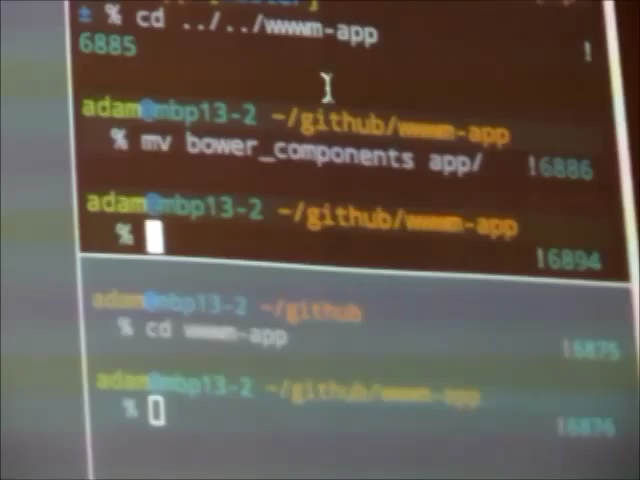 ± % cd ../../wwwm-app
6885 !
adam@mbp13-2 ~/github/wwwm-app
% mv bower_components app/ !6886
adam@mbp13-2 ~/github/wwwm-app
% !6894
adam@mbp13-2 ~/github
% cd wwwm-app !6875
adam@mbp13-2 ~/github/wwwm-app
% !6876